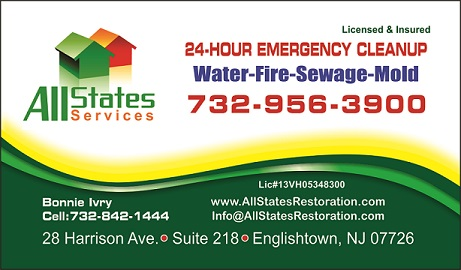 Licensed & Insured
24-HOUR EMERGENCY CLEANUP
Water-Fire-Sewage-Mold
732-956-3900
AllStates
Services
Lic#13VH05348300
Bonnie Ivry
www.AllStatesRestoration.com
Cell:732-842-1444
Info@AllStatesRestoration.com
28 Harrison Ave.• Suite 218• Englishtown, NJ 07726